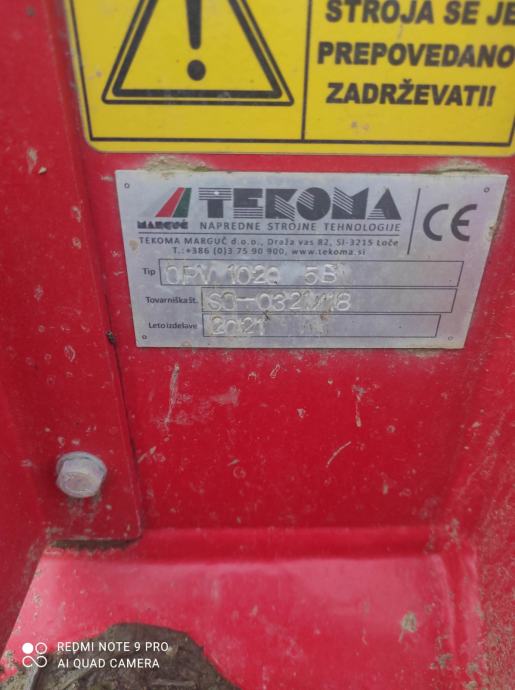 STROJA SE JE
PREPOVEDANO
ZADRŽEVATI!
MARGUČ TEKOMA
NAPREDNE STROJNE TEHNOLOGIJE
CE
TEKOMA MARGUČ d.o.o., Draža vas 82, SI-3215 Loče
T.:+386 (0)3 75 90 900, www.tekoma.si
Tip 5B
Tovarniška št.
Leto izdelave 2021
REDMI NOTE 9 PRO
AI QUAD CAMERA